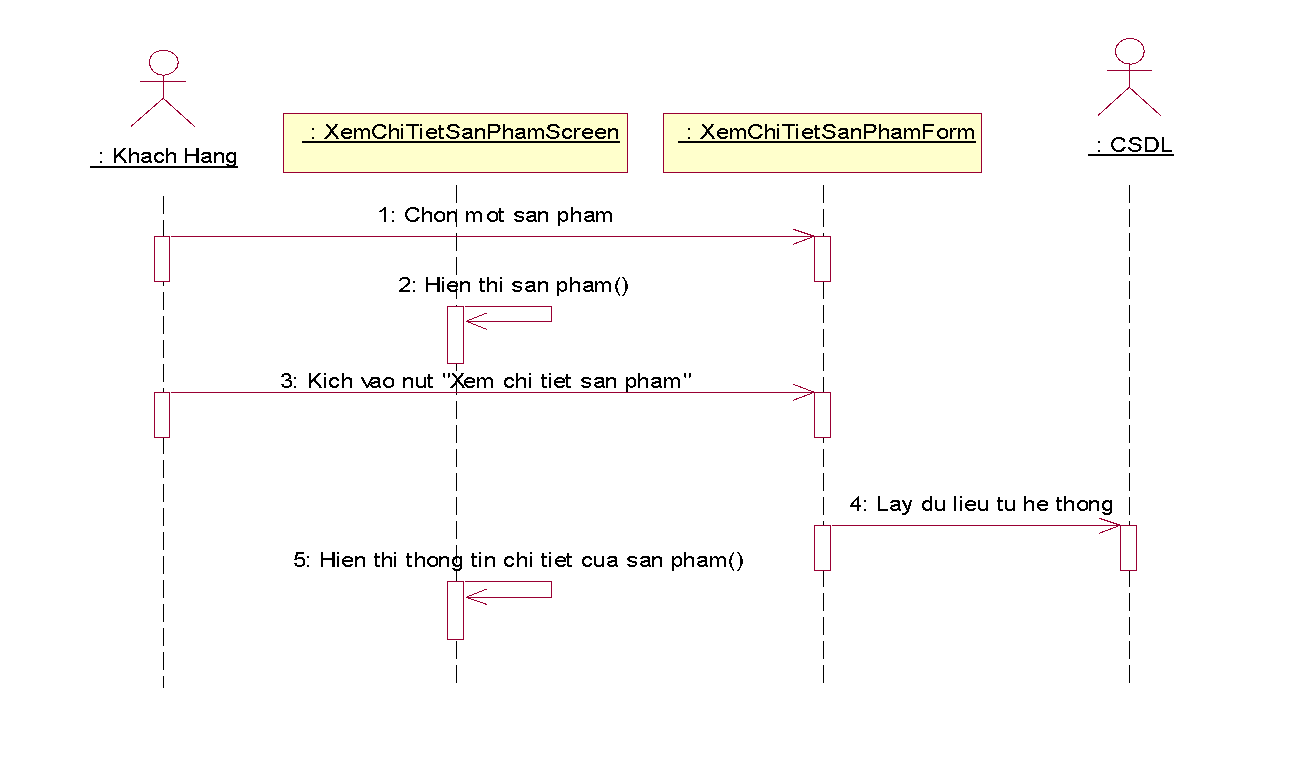 : Khach Hang
: XemChiTietSanPhamScreen
: XemChiTietSanPhamForm
: CSDL
1: Chon mot san pham
2: Hien thi san pham()
3: Kich vao nut "Xem chi tiet san pham"
4: Lay du lieu tu he thong
5: Hien thi thong tin chi tiet cua san pham()